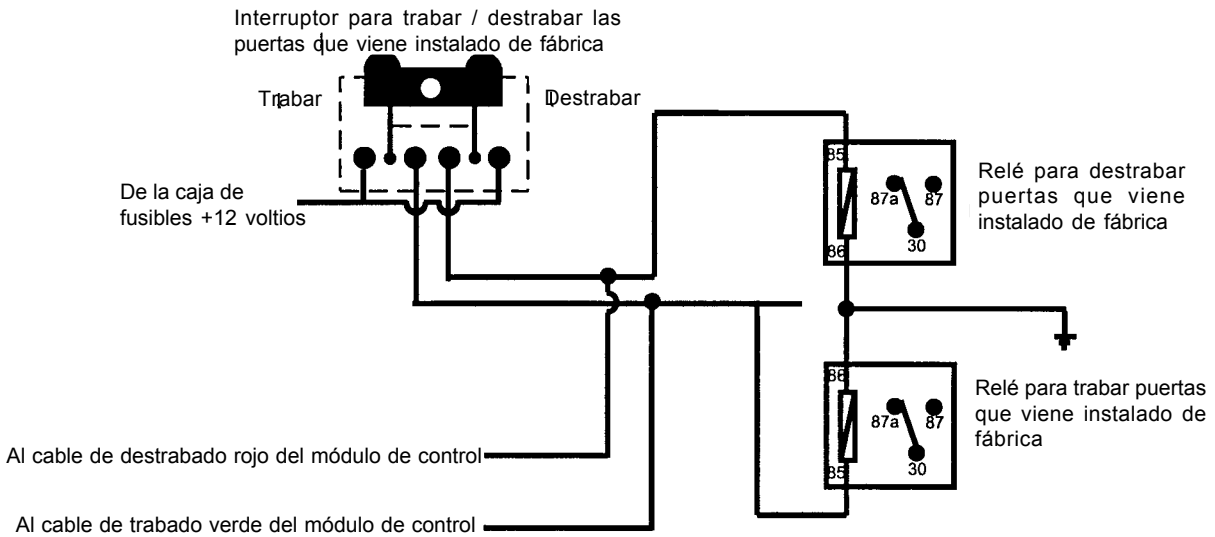 Interruptor para trabar / destrabar las
puertas que viene instalado de fábrica
Trabar
Destrabar
De la caja de
fusibles +12 voltios
85
87a
87
30
86
Relé para destrabar
puertas que viene
instalado de fábrica
86
87a
87
30
85
Relé para trabar puertas
que viene instalado de
fábrica
Al cable de destrabado rojo del módulo de control
Al cable de trabado verde del módulo de control